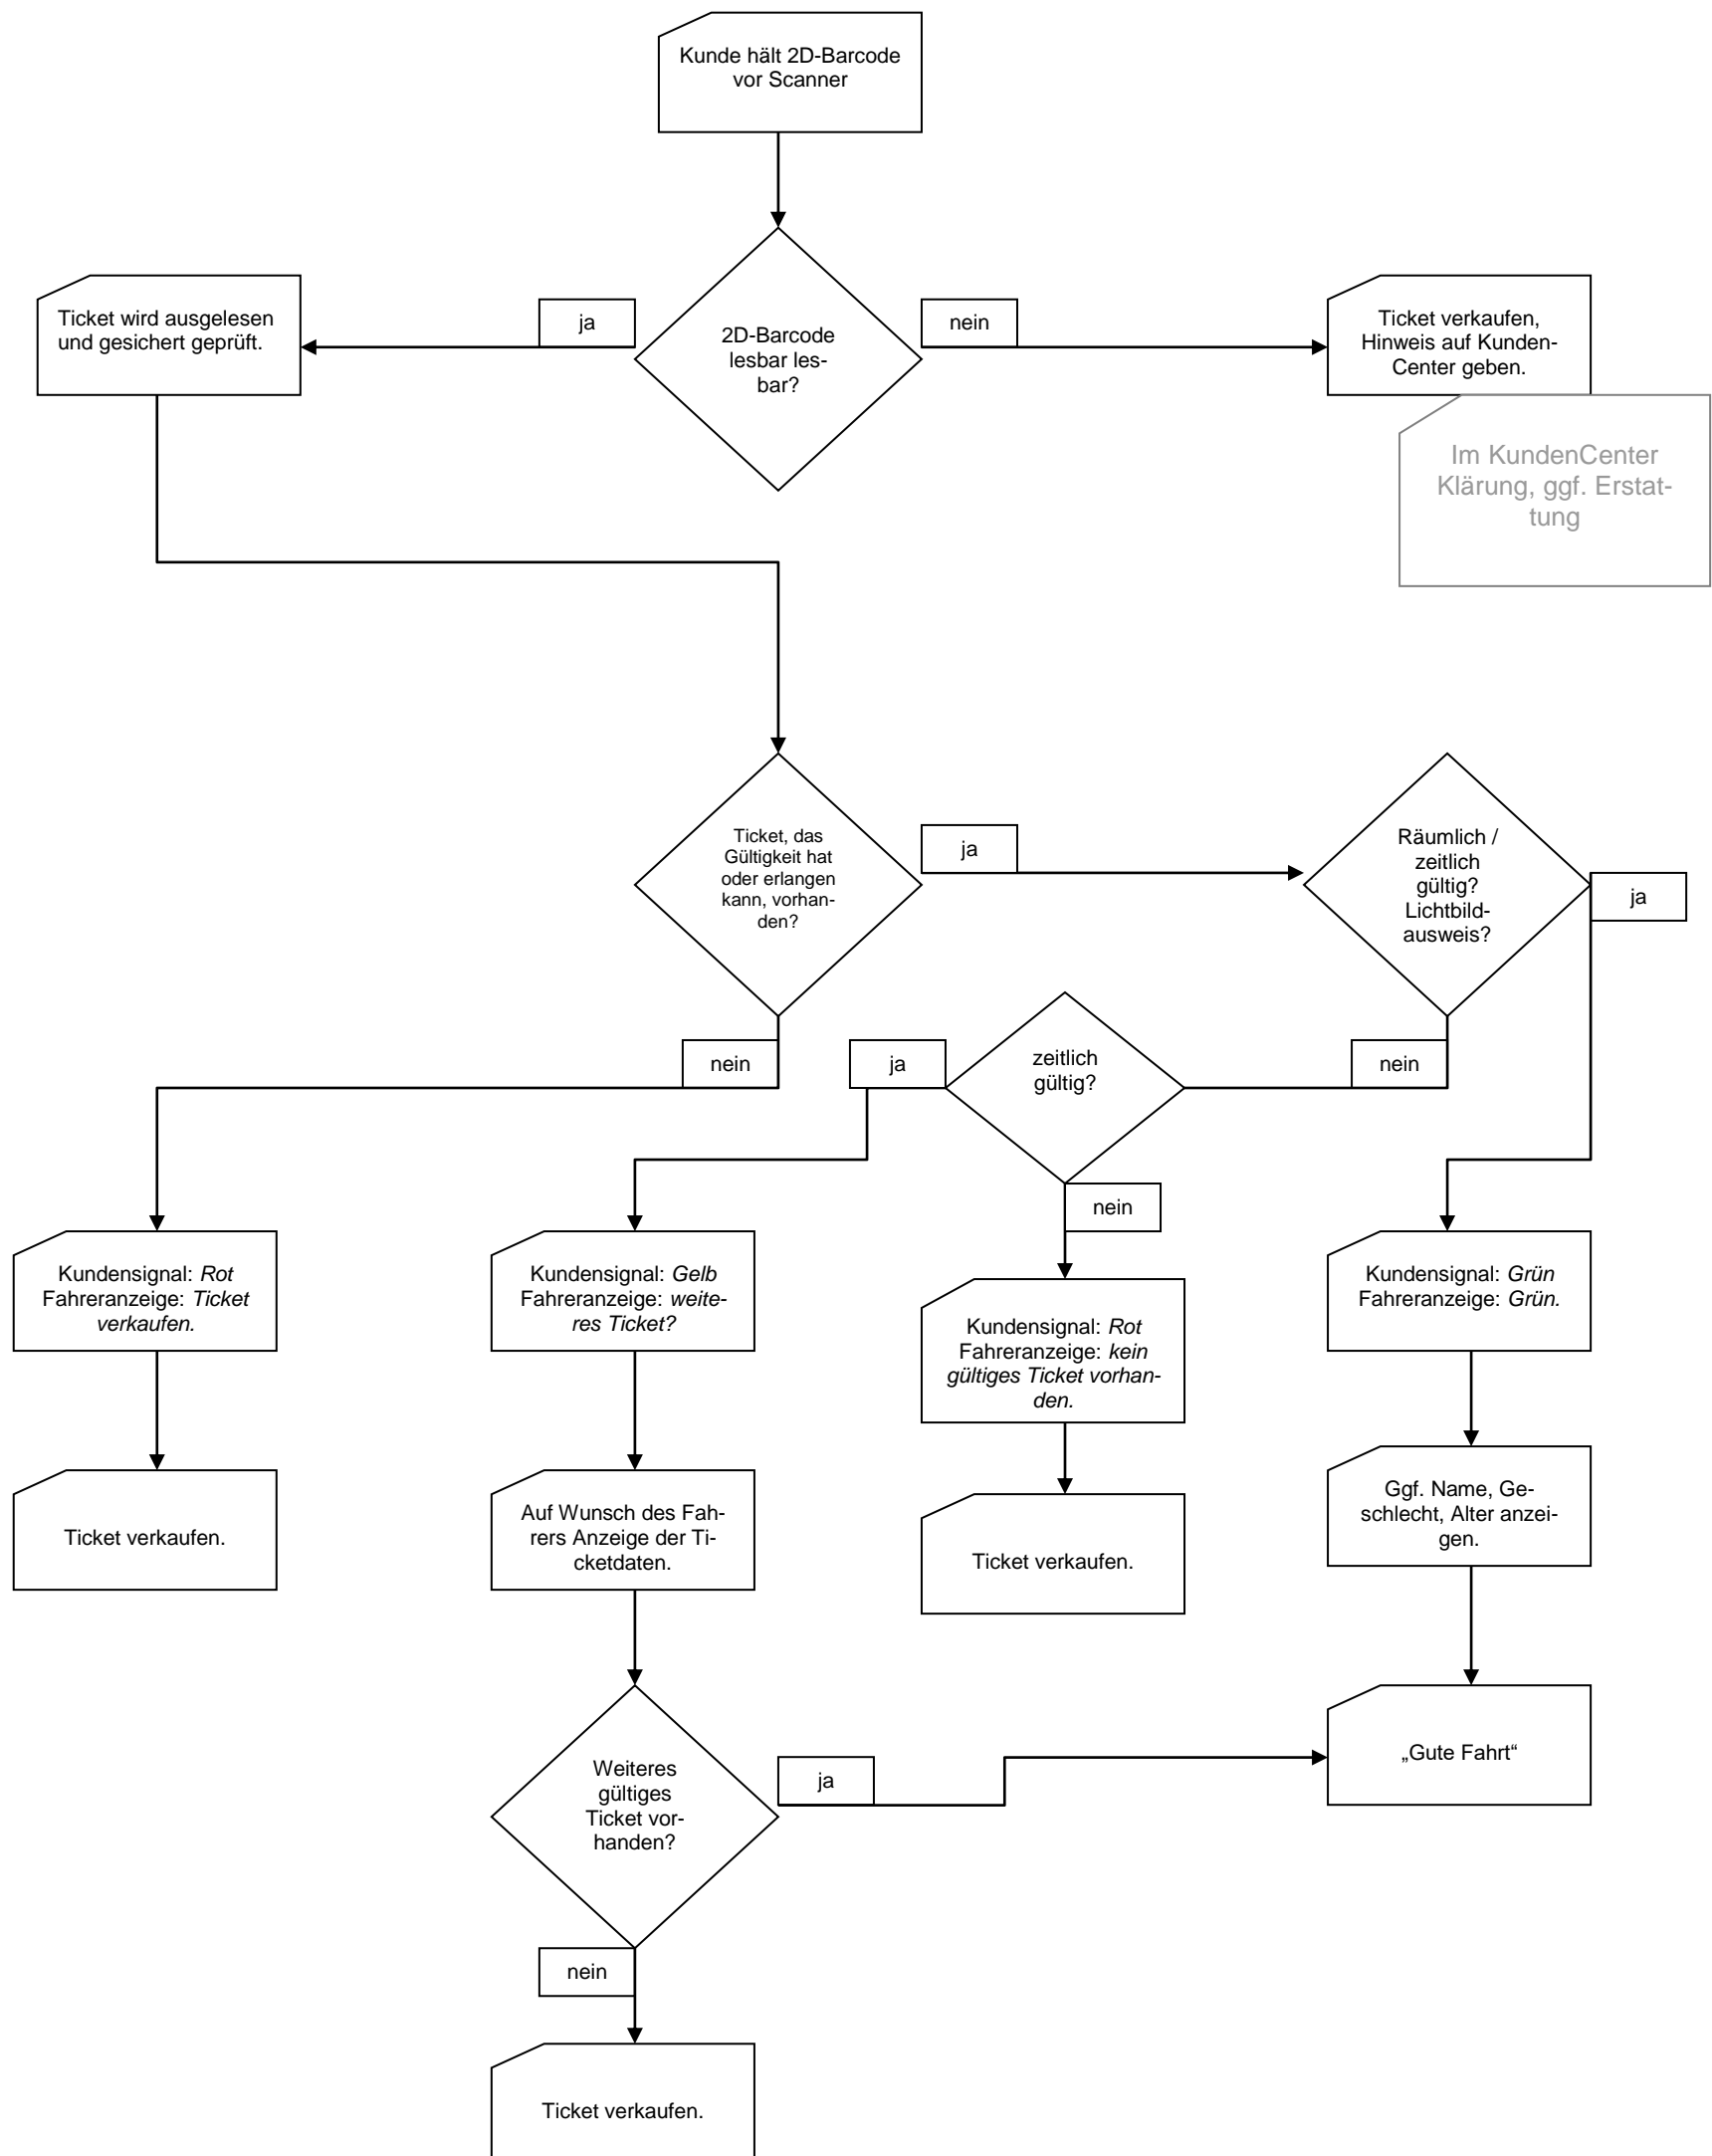 Kunde hält 2D-Barcode
vor Scanner
Ticket wird ausgelesen
und gesichert geprüft.
ja
2D-Barcode
lesbar les-
bar?
nein
Ticket verkaufen,
Hinweis auf Kunden-
Center geben.
Im KundenCenter
Klärung, ggf. Erstat-
tung
Ticket, das
Gültigkeit hat
oder erlangen
kann, vorhan-
den?
ja
Räumlich /
zeitlich
gültig?
Lichtbild-
ausweis?
ja
nein
ja
zeitlich
gültig?
nein
nein
Kundensignal: Rot
Fahreranzeige: Ticket
verkaufen.
Kundensignal: Gelb
Fahreranzeige: weite-
res Ticket?
Kundensignal: Rot
Fahreranzeige: kein
gültiges Ticket vorhan-
den.
Kundensignal: Grün
Fahreranzeige: Grün.
Ticket verkaufen.
Auf Wunsch des Fah-
rers Anzeige der Ti-
cketdaten.
Ticket verkaufen.
Ggf. Name, Ge-
schlecht, Alter anzei-
gen.
Weiteres
gültiges
Ticket vor-
handen?
ja
„Gute Fahrt“
nein
Ticket verkaufen.